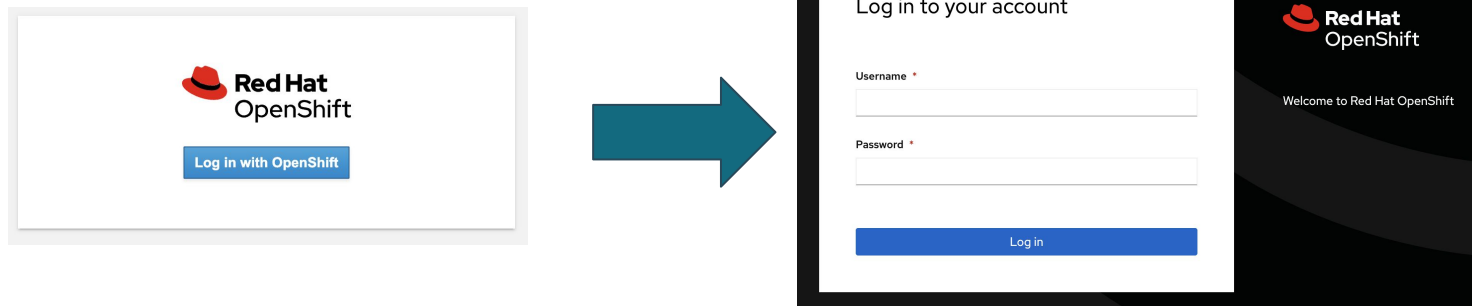 Red Hat
OpenShift
Log in with OpenShift
Log in to your account
Username *
Password *
Log in
Red Hat
OpenShift
Welcome to Red Hat OpenShift